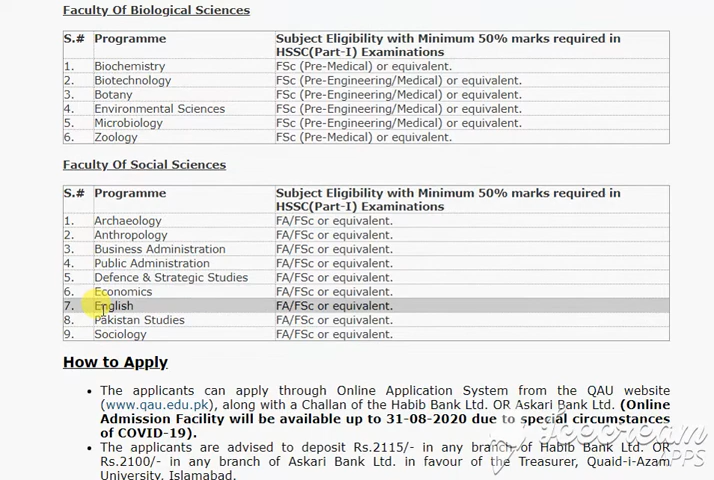 Faculty Of Biological Sciences
S.# Programme Subject Eligibility with Minimum 50% marks required in
HSSC(Part-I) Examinations
1. Biochemistry FSc (Pre-Medical) or equivalent.
2. Biotechnology FSc (Pre-Engineering/Medical) or equivalent.
3. Botany FSc (Pre-Engineering/Medical) or equivalent.
4. Environmental Sciences FSc (Pre-Engineering/Medical) or equivalent.
5. Microbiology FSc (Pre-Engineering/Medical) or equivalent.
6. Zoology FSc (Pre-Medical) or equivalent.
Faculty Of Social Sciences
S.# Programme Subject Eligibility with Minimum 50% marks required in
HSSC(Part-I) Examinations
1. Archaeology FA/FSc or equivalent.
2. Anthropology FA/FSc or equivalent.
3. Business Administration FA/FSc or equivalent.
4. Public Administration FA/FSc or equivalent.
5. Defence & Strategic Studies FA/FSc or equivalent.
6. Economics FA/FSc or equivalent.
7. English FA/FSc or equivalent.
8. Pakistan Studies FA/FSc or equivalent.
9. Sociology FA/FSc or equivalent.
How to Apply
• The applicants can apply through Online Application System from the QAU website
(www.qau.edu.pk), along with a Challan of the Habib Bank Ltd. OR Askari Bank Ltd. (Online
Admission Facility will be available up to 31-08-2020 due to special circumstances
of COVID-19).
• The applicants are advised to deposit Rs.2115/- in any branch of Habib Bank Ltd. OR
Rs.2100/- in any branch of Askari Bank Ltd. in favour of the Treasurer, Quaid-i-Azam
University, Islamabad.
Icecream
APPS